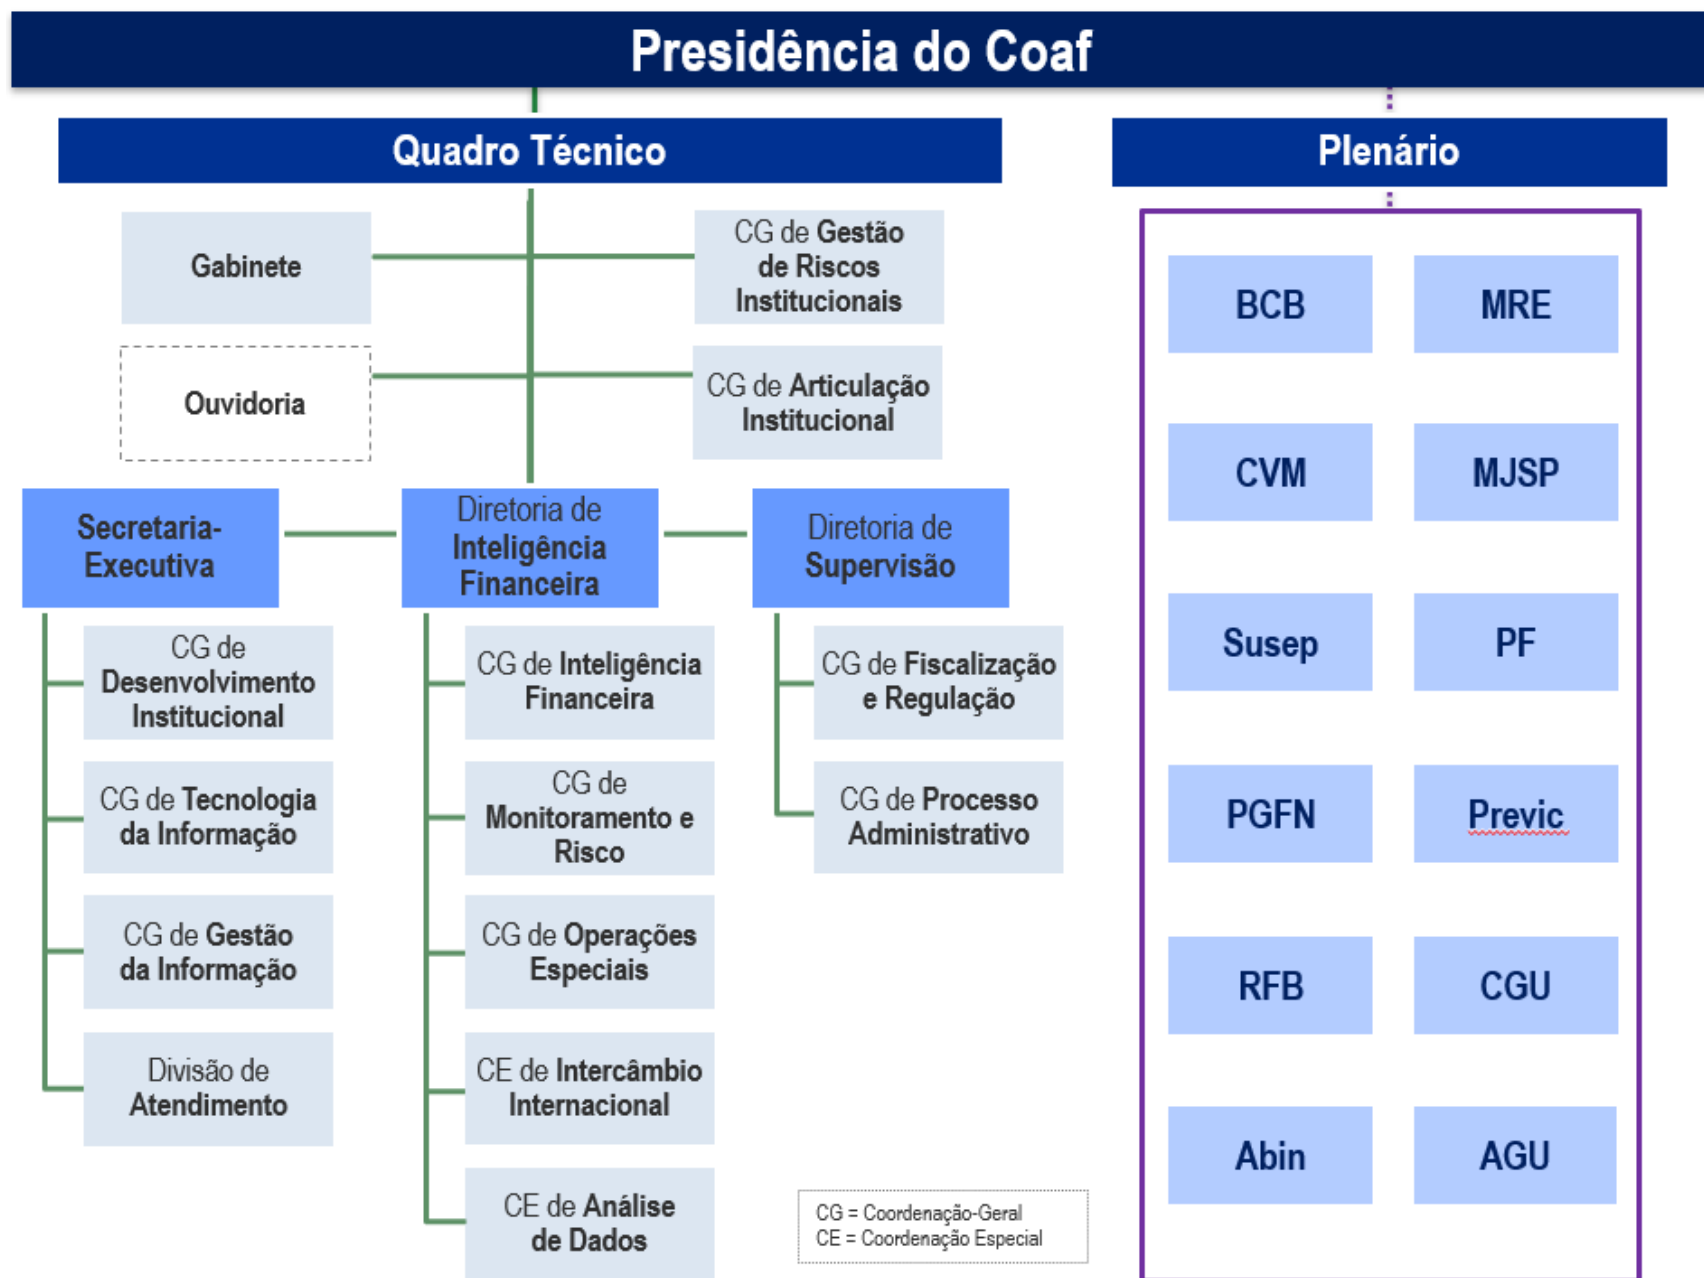 Presidência do Coaf
Quadro Técnico
Plenário
Gabinete
CG de Gestão
de Riscos
Institucionais
Ouvidoria
CG de Articulação
Institucional
Secretaria-
Executiva
Diretoria de
Inteligência
Financeira
Diretoria de
Supervisão
CG de
Desenvolvimento
Institucional
CG de Tecnologia
da Informação
CG de Gestão
da Informação
Divisão de
Atendimento
CG de Inteligência
Financeira
CG de
Monitoramento e
Risco
CG de Operações
Especiais
CE de Intercâmbio
Internacional
CE de Análise
de Dados
CG de Fiscalização
e Regulação
CG de Processo
Administrativo
CG = Coordenação-Geral
CE = Coordenação Especial
BCB
MRE
CVM
MJSP
Susep
PF
PGFN
Previc
RFB
CGU
Abin
AGU